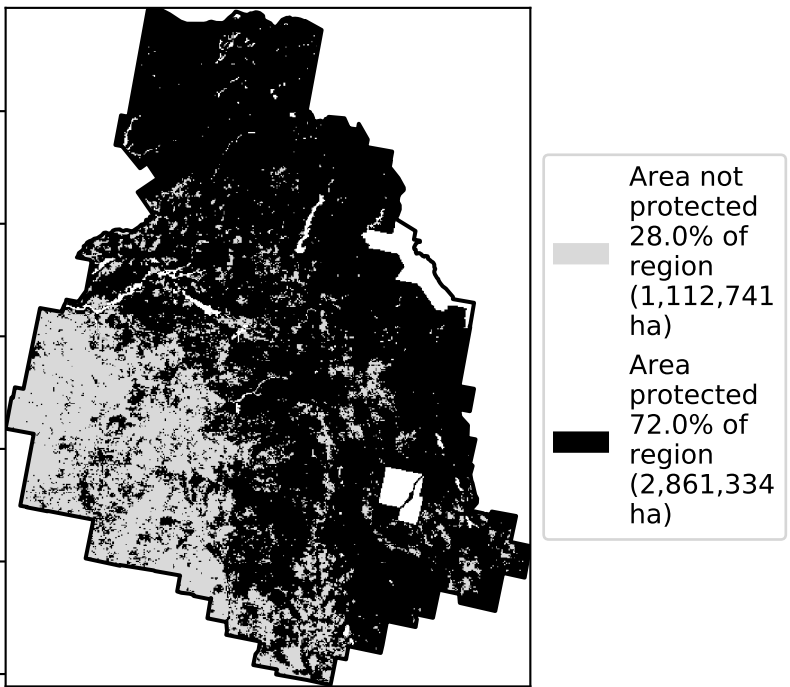 Area not
protected
28.0% of
region
(1,112,741
ha)
Area
protected
72.0% of
region
(2,861,334
ha)